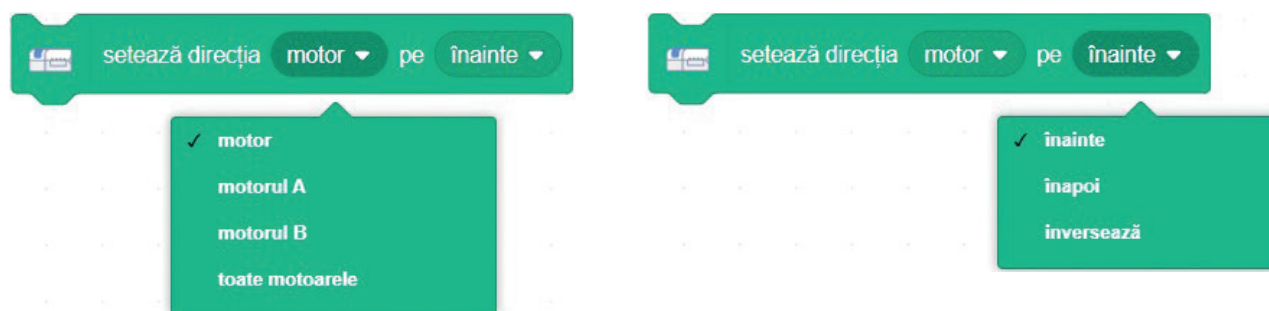 setează direcția motor pe înainte
motor
motorul A
motorul B
toate motoarele
setează direcția motor pe înainte
înainte
înapoi
inversează